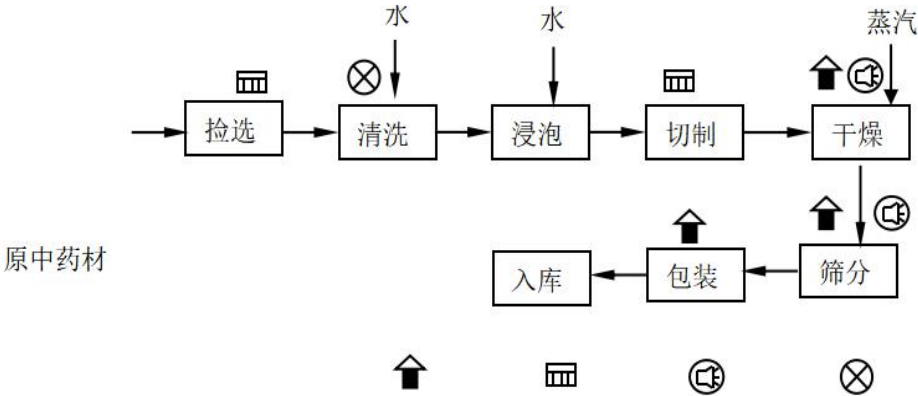 水
水
蒸汽
捡选
清洗
浸泡
切制
干燥
原中药材
入库
包装
筛分